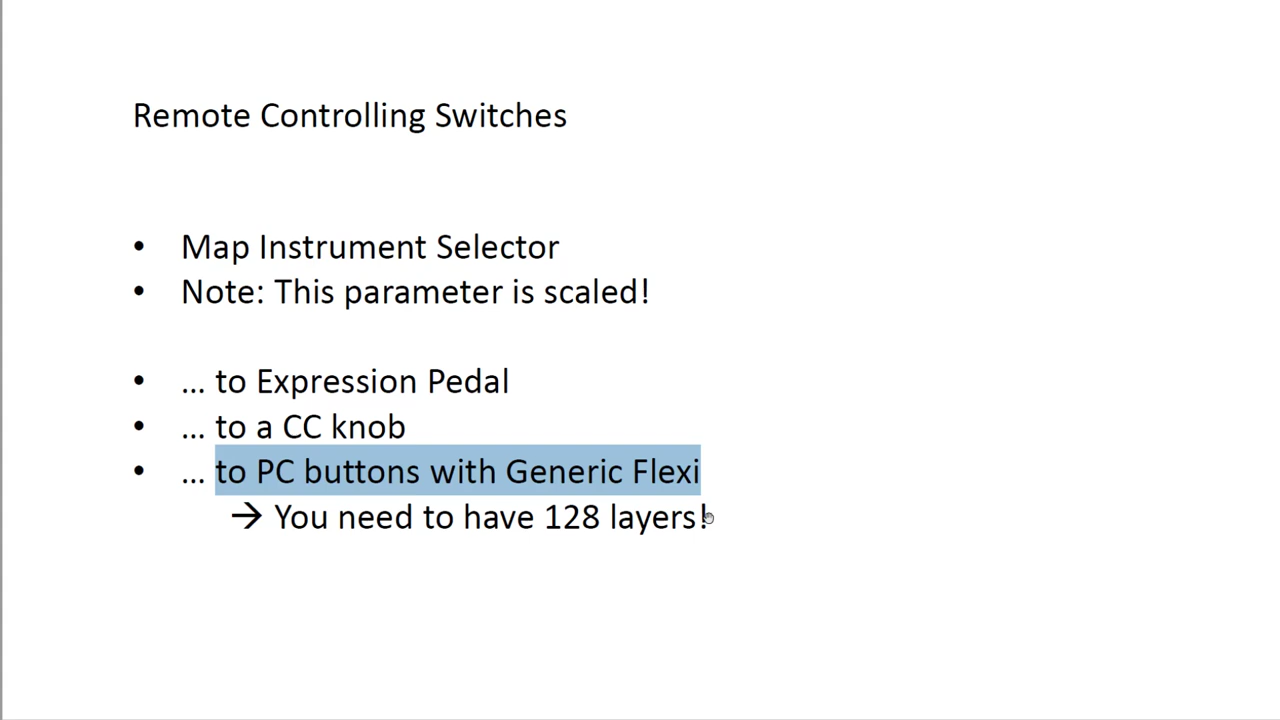 Remote Controlling Switches
• Map Instrument Selector
• Note: This parameter is scaled!
• … to Expression Pedal
• … to a CC knob
• … to PC buttons with Generic Flexi
→ You need to have 128 layers!